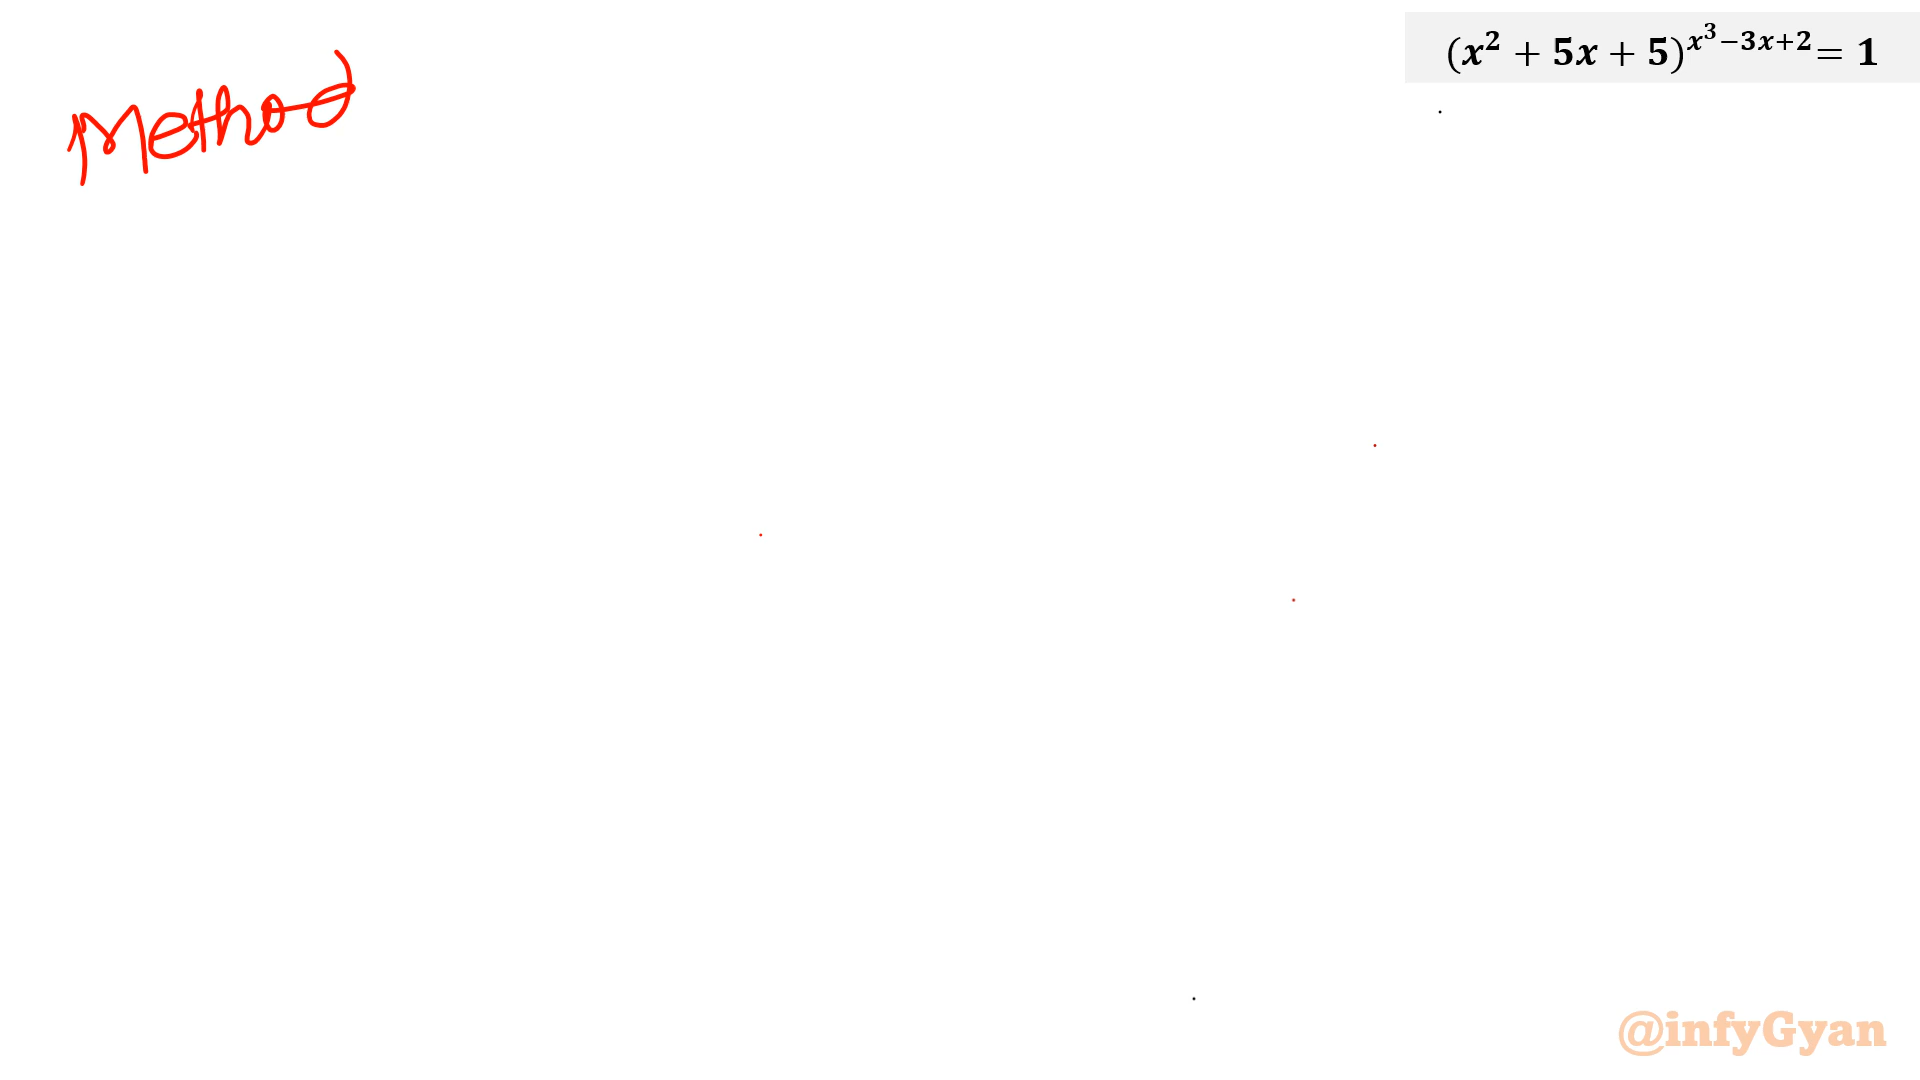 (x² + 5x + 5)^{x³−3x+2} = 1
Method
@infyGyan